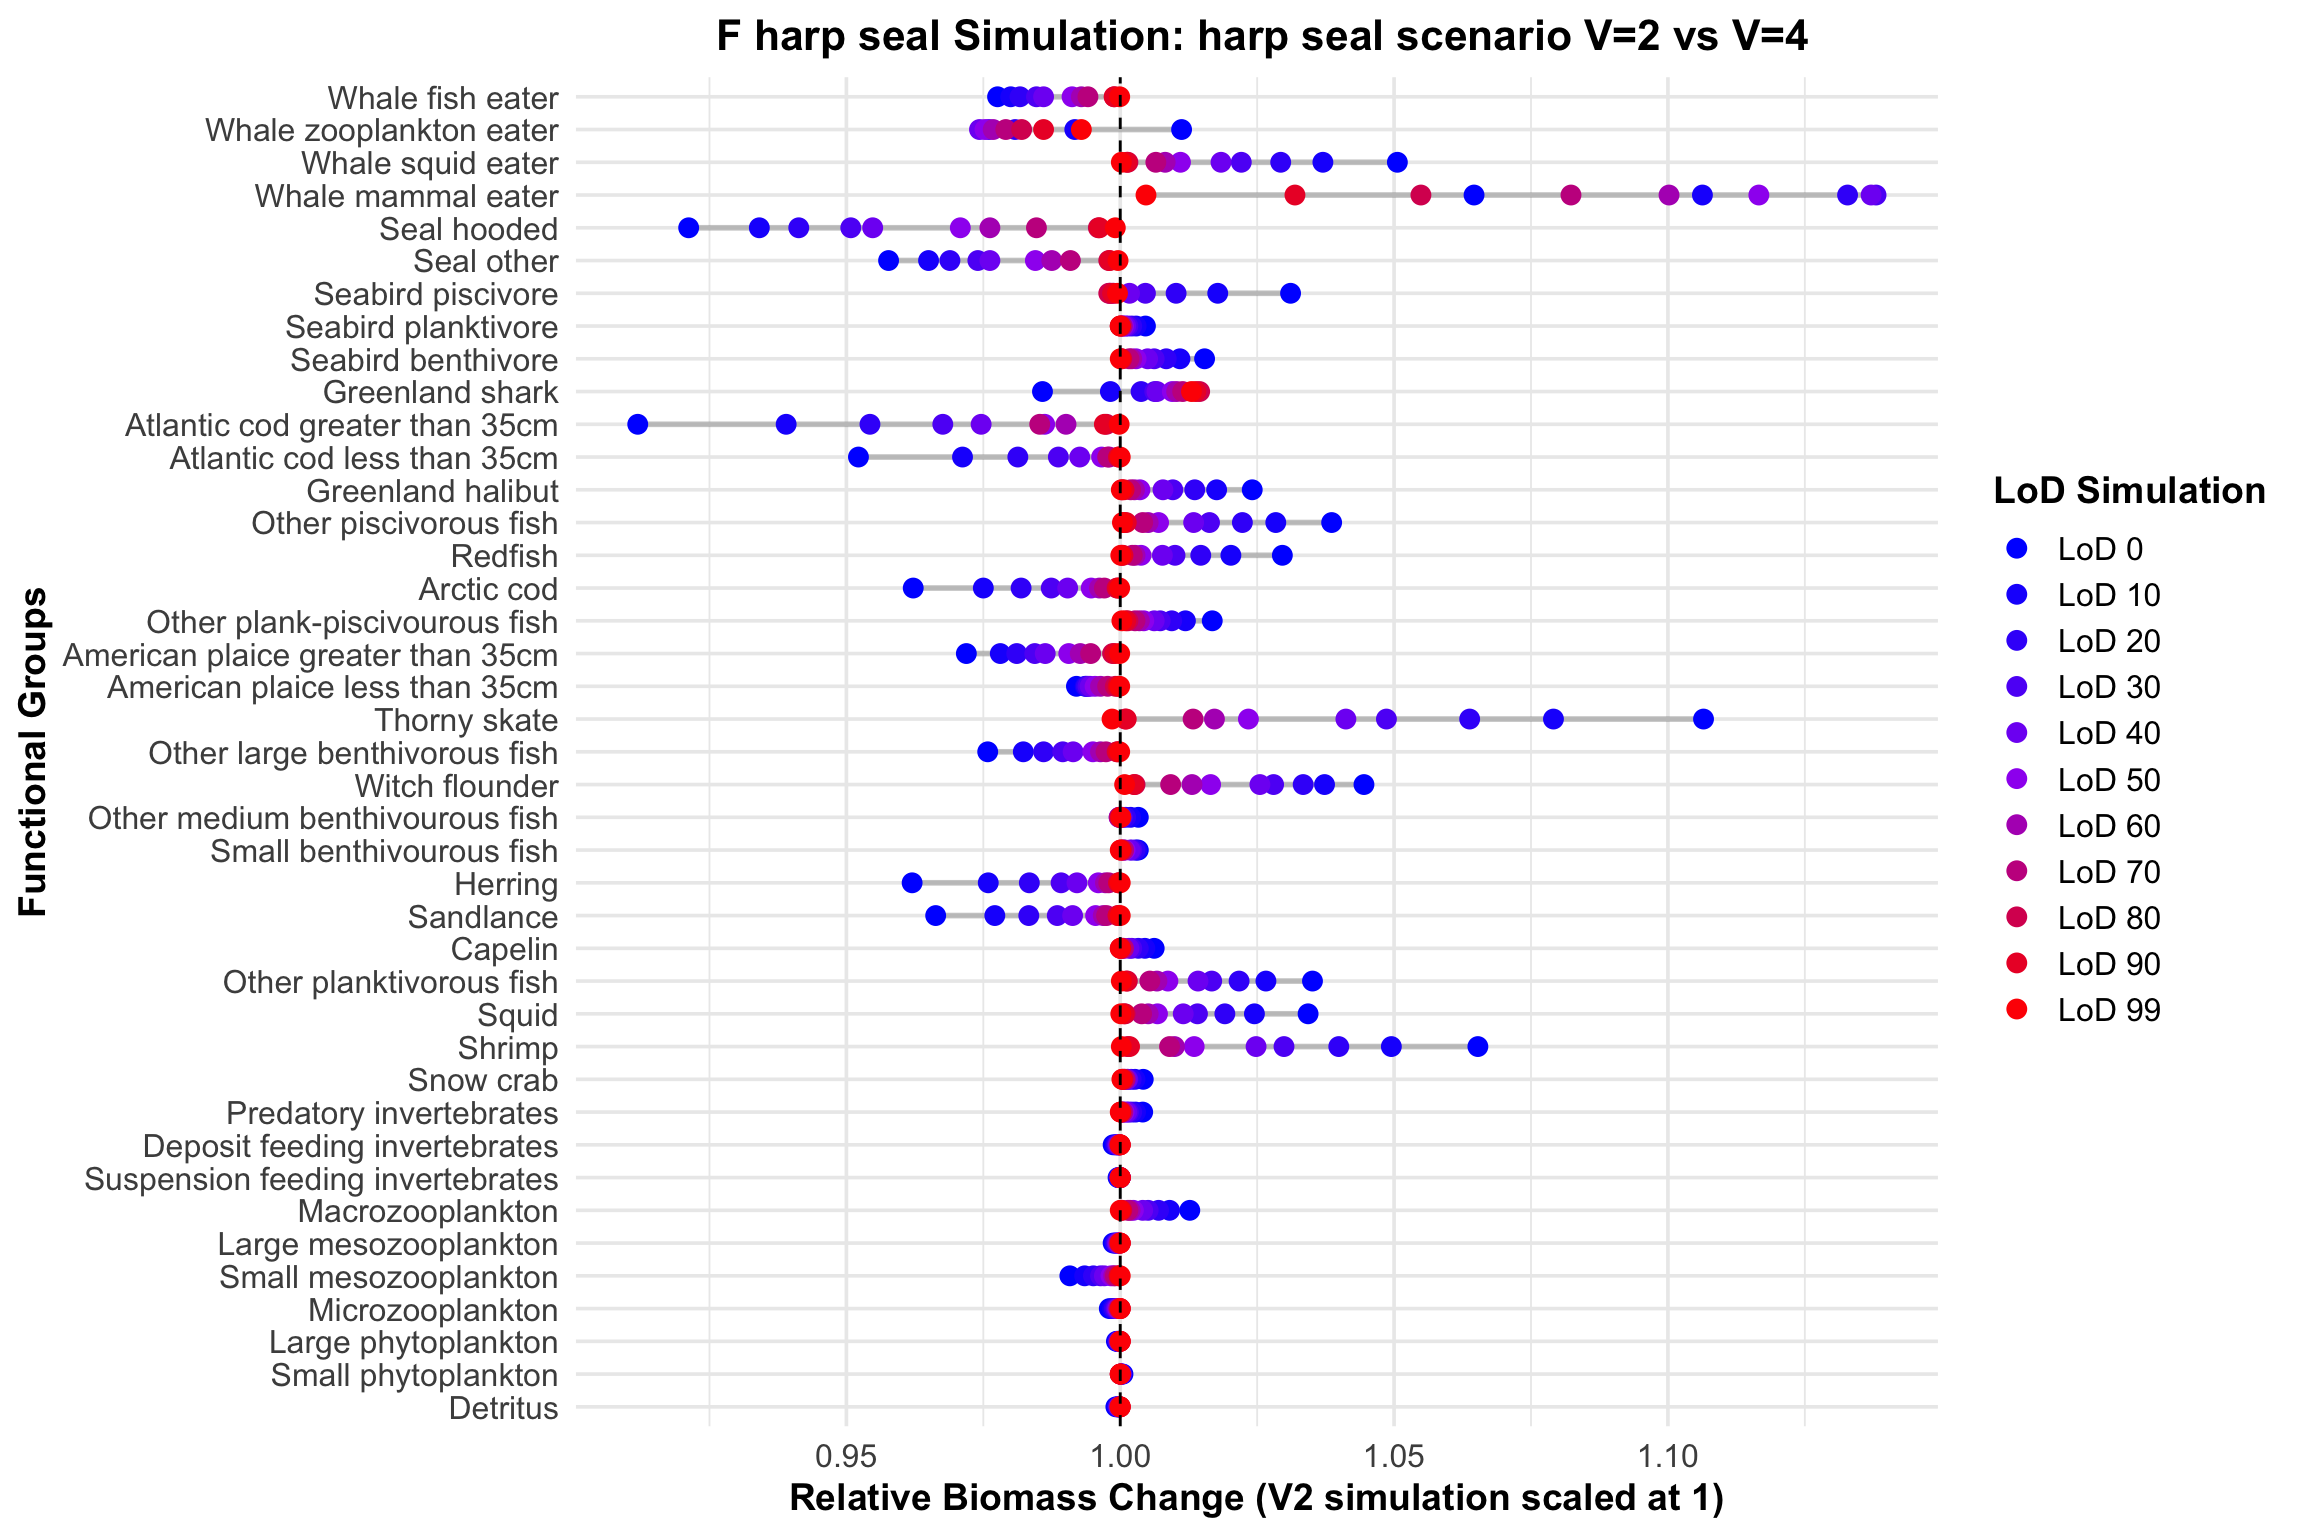 F harp seal Simulation: harp seal scenario V=2 vs V=4
Functional Groups
Whale fish eater
Whale zooplankton eater
Whale squid eater
Whale mammal eater
Seal hooded
Seal other
Seabird piscivore
Seabird planktivore
Seabird benthivore
Greenland shark
Atlantic cod greater than 35cm
Atlantic cod less than 35cm
Greenland halibut
Other piscivorous fish
Redfish
Arctic cod
Other plank-piscivourous fish
American plaice greater than 35cm
American plaice less than 35cm
Thorny skate
Other large benthivorous fish
Witch flounder
Other medium benthivourous fish
Small benthivourous fish
Herring
Sandlance
Capelin
Other planktivorous fish
Squid
Shrimp
Snow crab
Predatory invertebrates
Deposit feeding invertebrates
Suspension feeding invertebrates
Macrozooplankton
Large mesozooplankton
Small mesozooplankton
Microzooplankton
Large phytoplankton
Small phytoplankton
Detritus
0.95 1.00 1.05 1.10
Relative Biomass Change (V2 simulation scaled at 1)
LoD Simulation
LoD 0
LoD 10
LoD 20
LoD 30
LoD 40
LoD 50
LoD 60
LoD 70
LoD 80
LoD 90
LoD 99